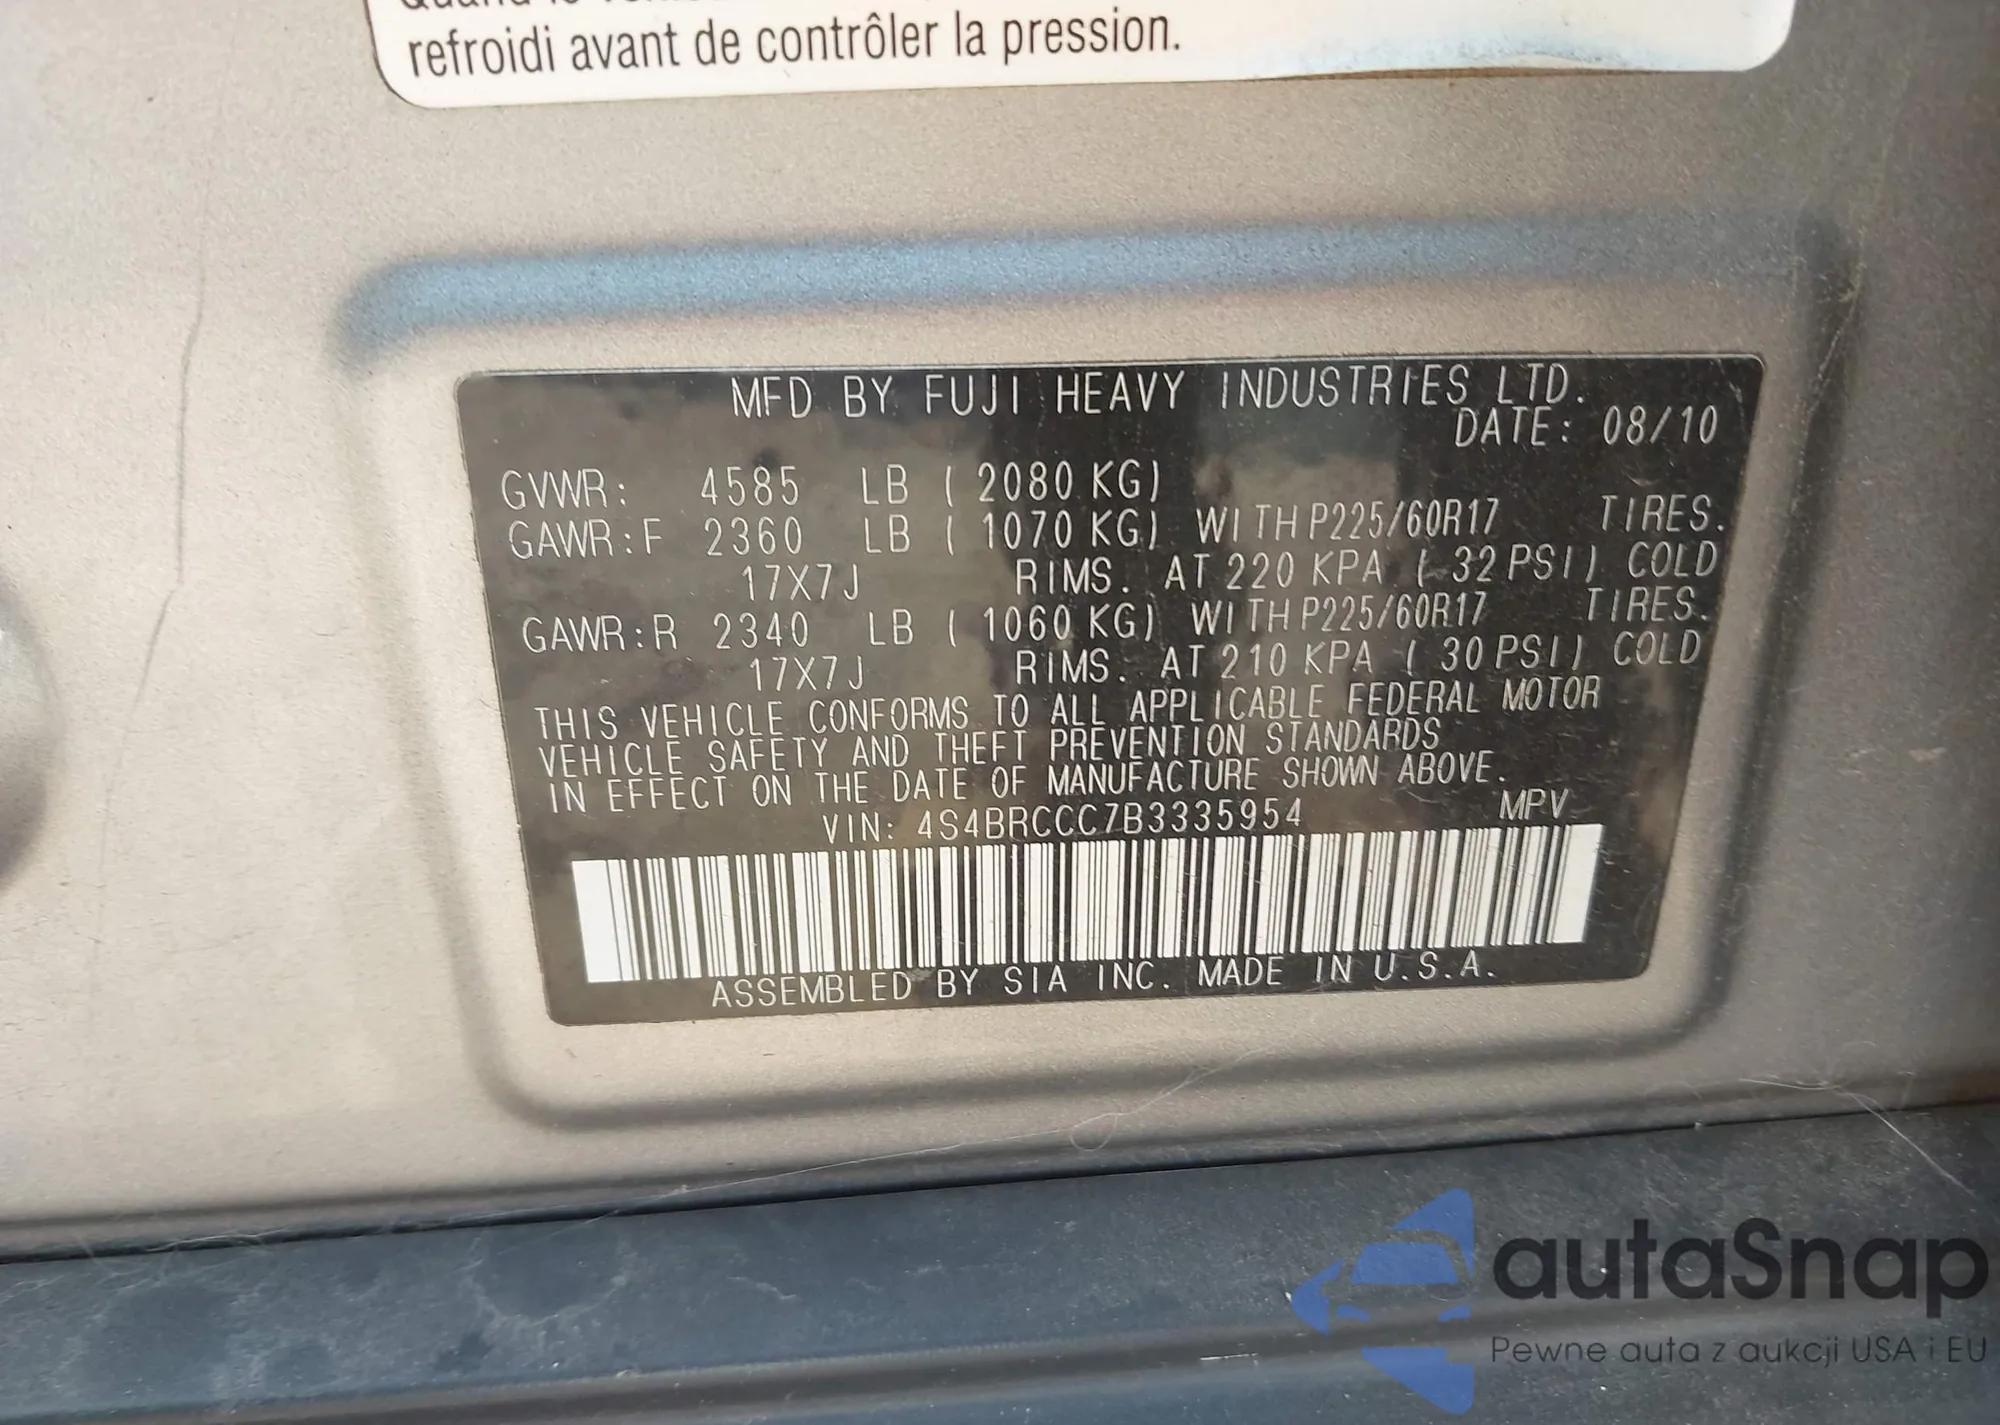 refroidi avant de contrôler la pression.
MFD BY FUJI HEAVY INDUSTRIES LTD.
DATE: 08/10
GVWR: 4585 LB ( 2080 KG)
GAWR:F 2360 LB ( 1070 KG) WITH P225/60R17 TIRES.
17X7J RIMS. AT 220 KPA ( 32 PSI) COLD
GAWR:R 2340 LB ( 1060 KG) WITH P225/60R17 TIRES.
17X7J RIMS. AT 210 KPA ( 30 PSI) COLD
THIS VEHICLE CONFORMS TO ALL APPLICABLE FEDERAL MOTOR
VEHICLE SAFETY AND THEFT PREVENTION STANDARDS
IN EFFECT ON THE DATE OF MANUFACTURE SHOWN ABOVE.
VIN: 4S4BRCCC7B3335954 MPV
ASSEMBLED BY SIA INC. MADE IN U.S.A.
autaSnap
Pewne auta z aukcji USA i EU